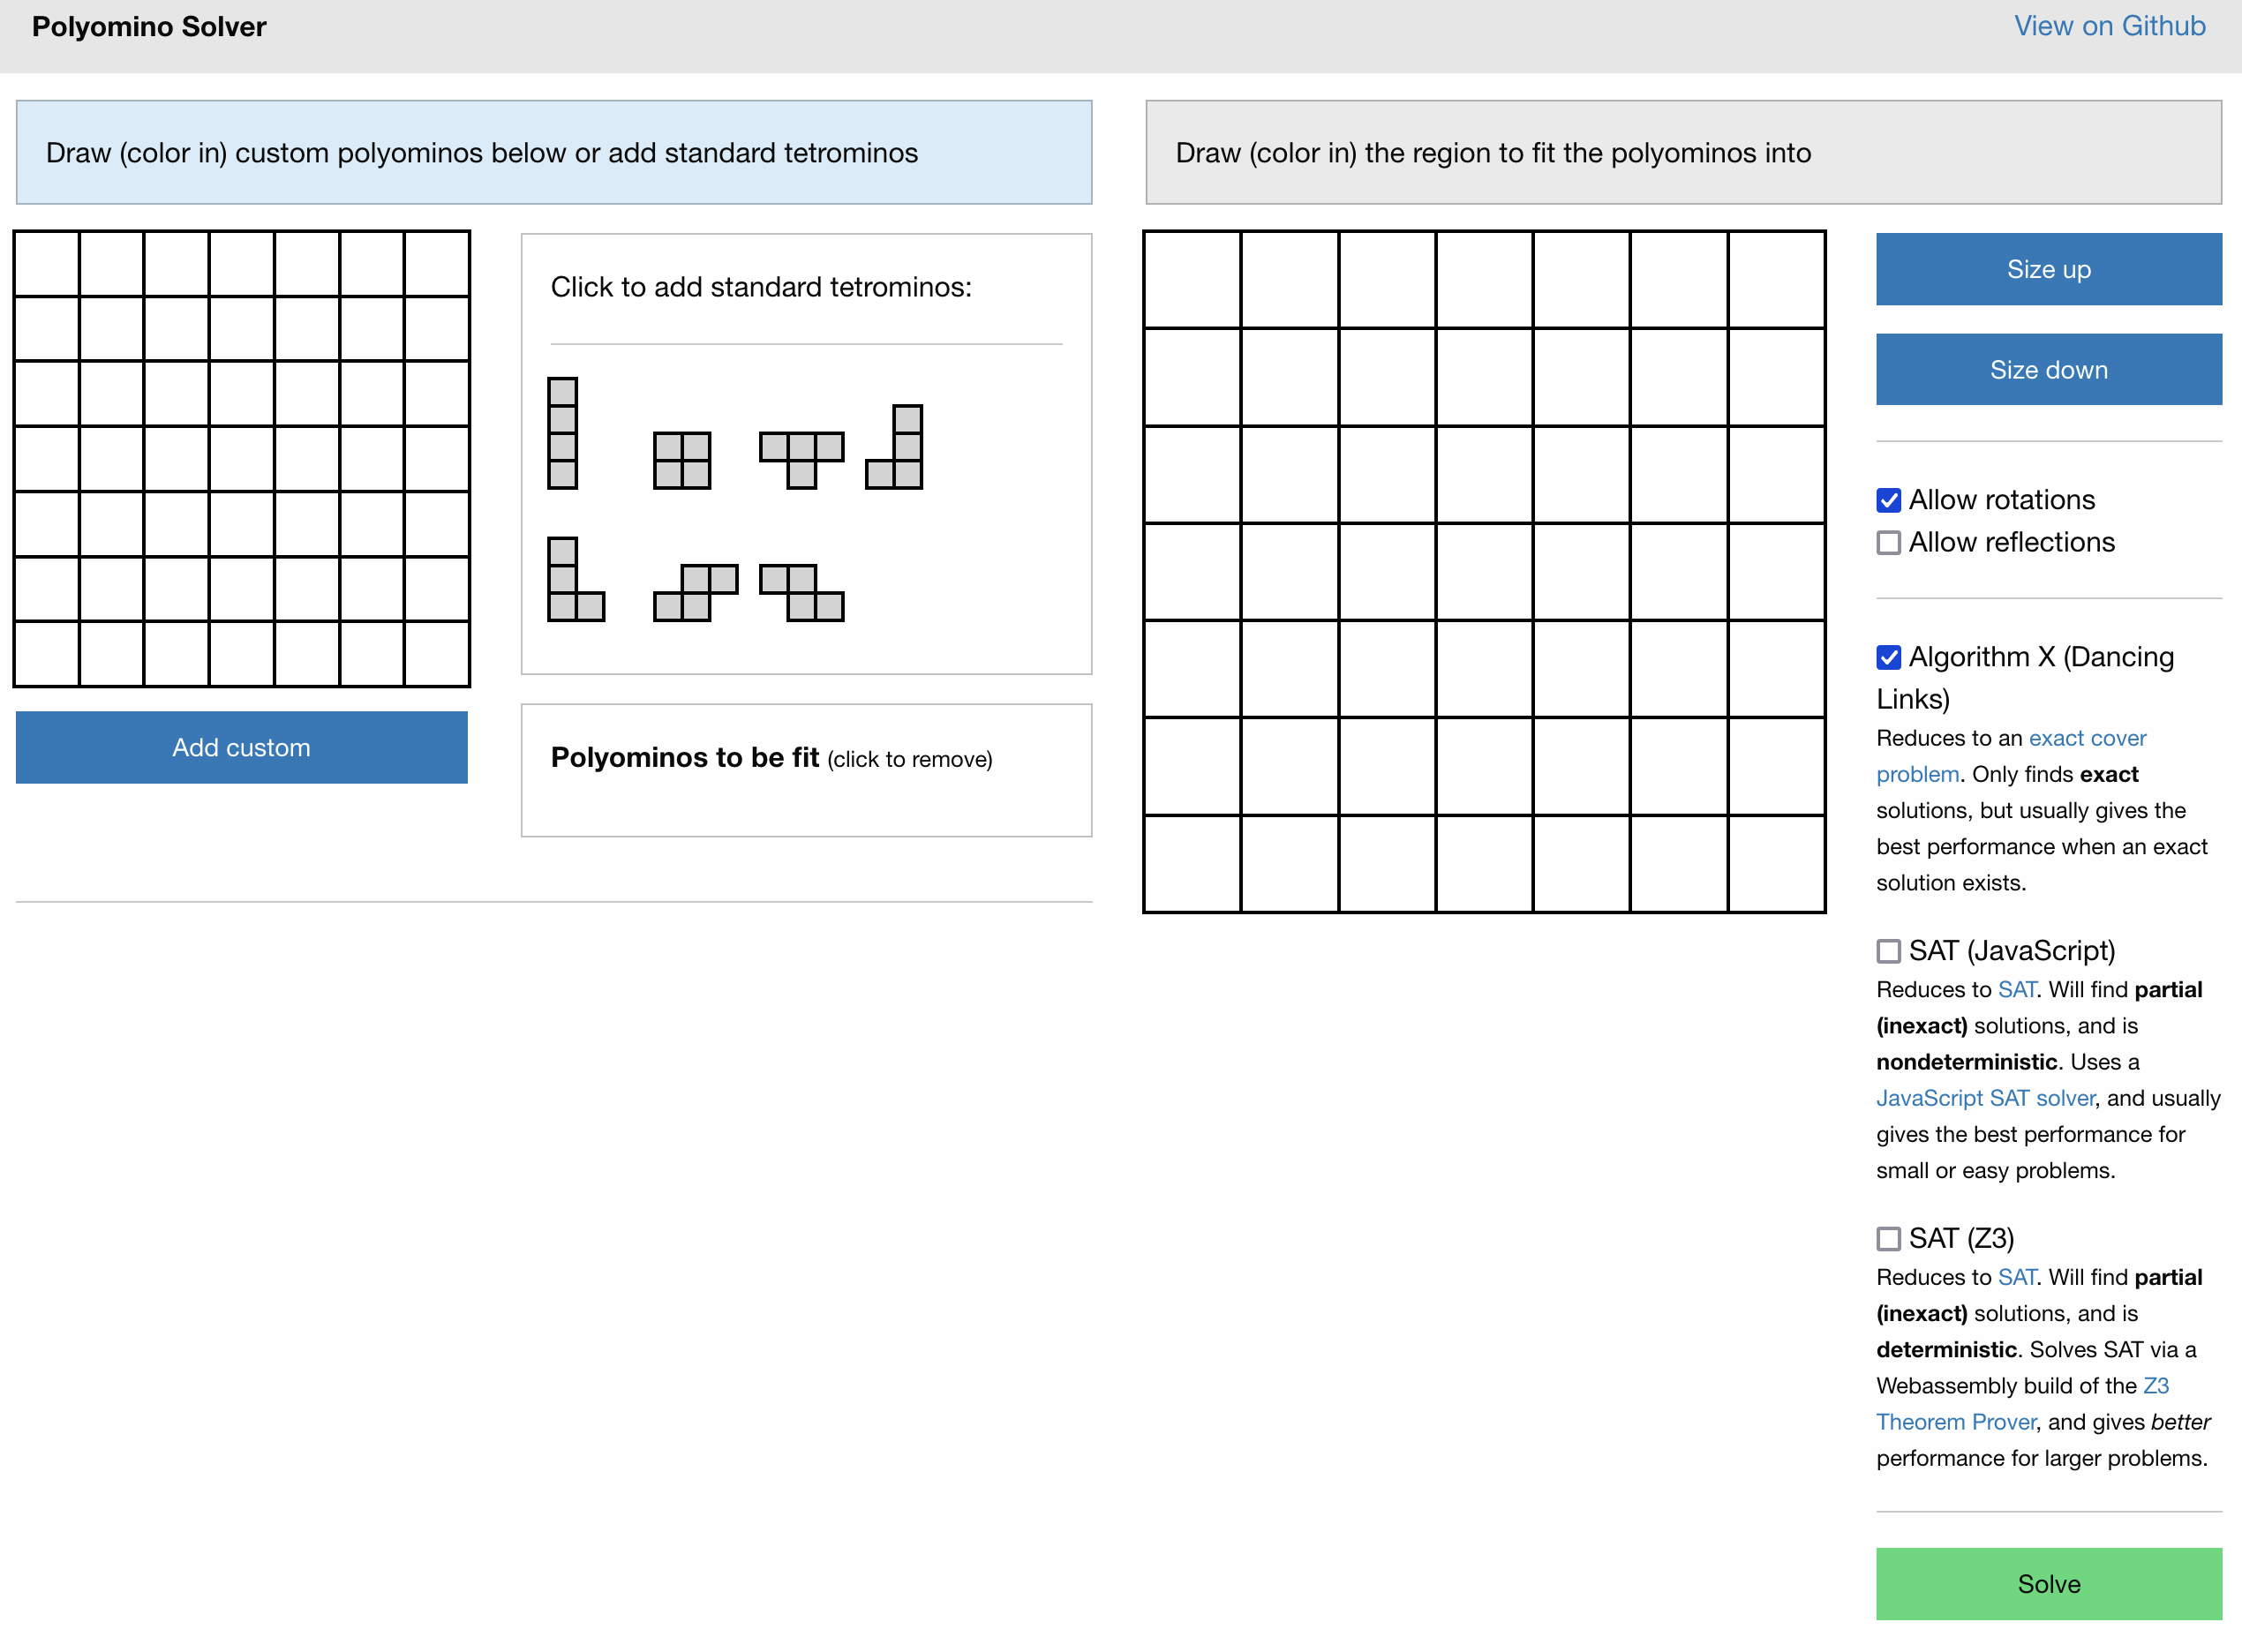 Polyomino Solver
View on Github
Draw (color in) custom polyominos below or add standard tetrominos
Click to add standard tetrominos:
Add custom
Polyominos to be fit (click to remove)
Draw (color in) the region to fit the polyominos into
Size up
Size down
Allow rotations
Allow reflections
Algorithm X (Dancing
Links)
Reduces to an exact cover
problem. Only finds exact
solutions, but usually gives the
best performance when an exact
solution exists.
SAT (JavaScript)
Reduces to SAT. Will find partial
(inexact) solutions, and is
nondeterministic. Uses a
JavaScript SAT solver, and usually
gives the best performance for
small or easy problems.
SAT (Z3)
Reduces to SAT. Will find partial
(inexact) solutions, and is
deterministic. Solves SAT via a
Webassembly build of the Z3
Theorem Prover, and gives better
performance for larger problems.
Solve